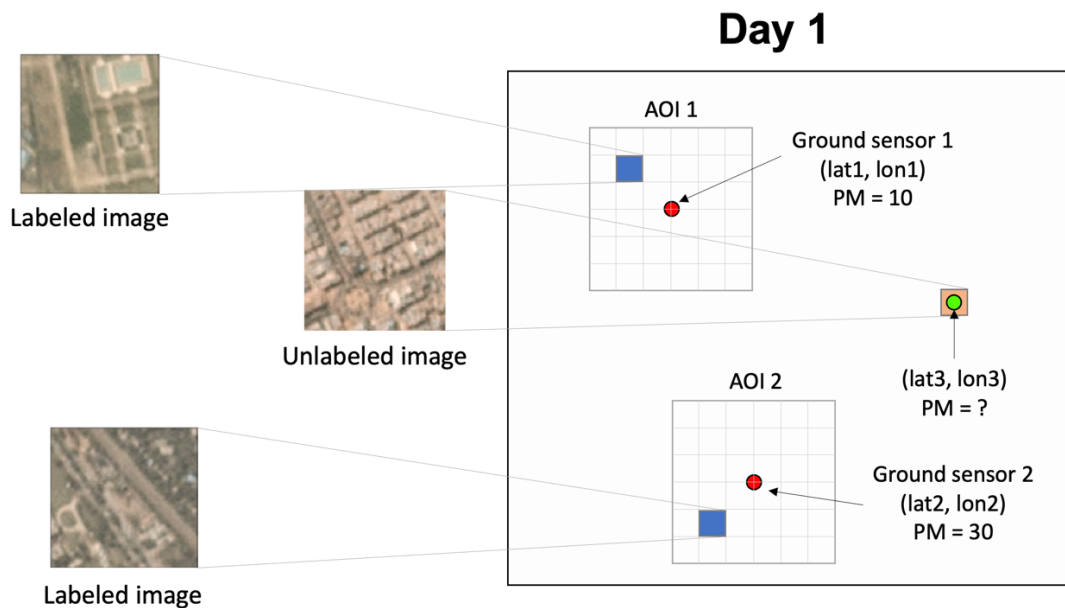 Day 1
AOI 1
Ground sensor 1
(lat1, lon1)
PM = 10
Labeled image
Unlabeled image
(lat3, lon3)
PM = ?
AOI 2
Ground sensor 2
(lat2, lon2)
PM = 30
Labeled image